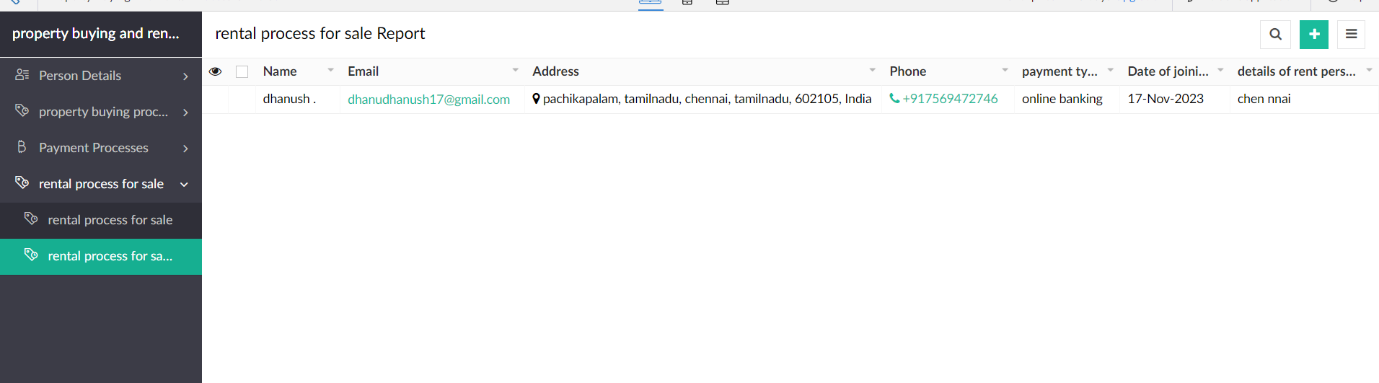 property buying and ren...
rental process for sale Report
Person Details
property buying proc...
Payment Processes
rental process for sale
rental process for sale
rental process for sa...
Name Email Address Phone payment ty... Date of joini... details of rent pers...
dhanush . dhanudhanush17@gmail.com pachikapalam, tamilnadu, chennai, tamilnadu, 602105, India +917569472746 online banking 17-Nov-2023 chen nnai